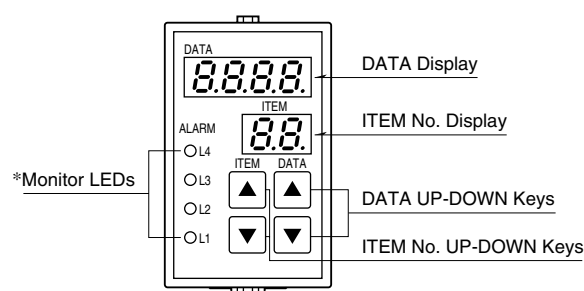 DATA
8.8.8.8.
DATA Display
ITEM
8.8.
ITEM No. Display
ALARM
L4
ITEM DATA
*Monitor LEDs
L3
DATA UP-DOWN Keys
L2
L1
ITEM No. UP-DOWN Keys